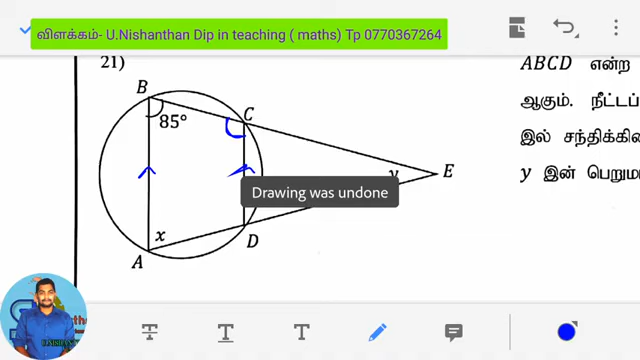 விளக்கம்- U.Nishanthan Dip in teaching ( maths) Tp 0770367264
21)
B
C
85°
E
y
Drawing was undone
x
D
A
ABCD என்ற
ஆகும். நீட்டப்
இல் சந்திக்கி
y இன் பெறுமா
U.NISHANTHAN
T T T